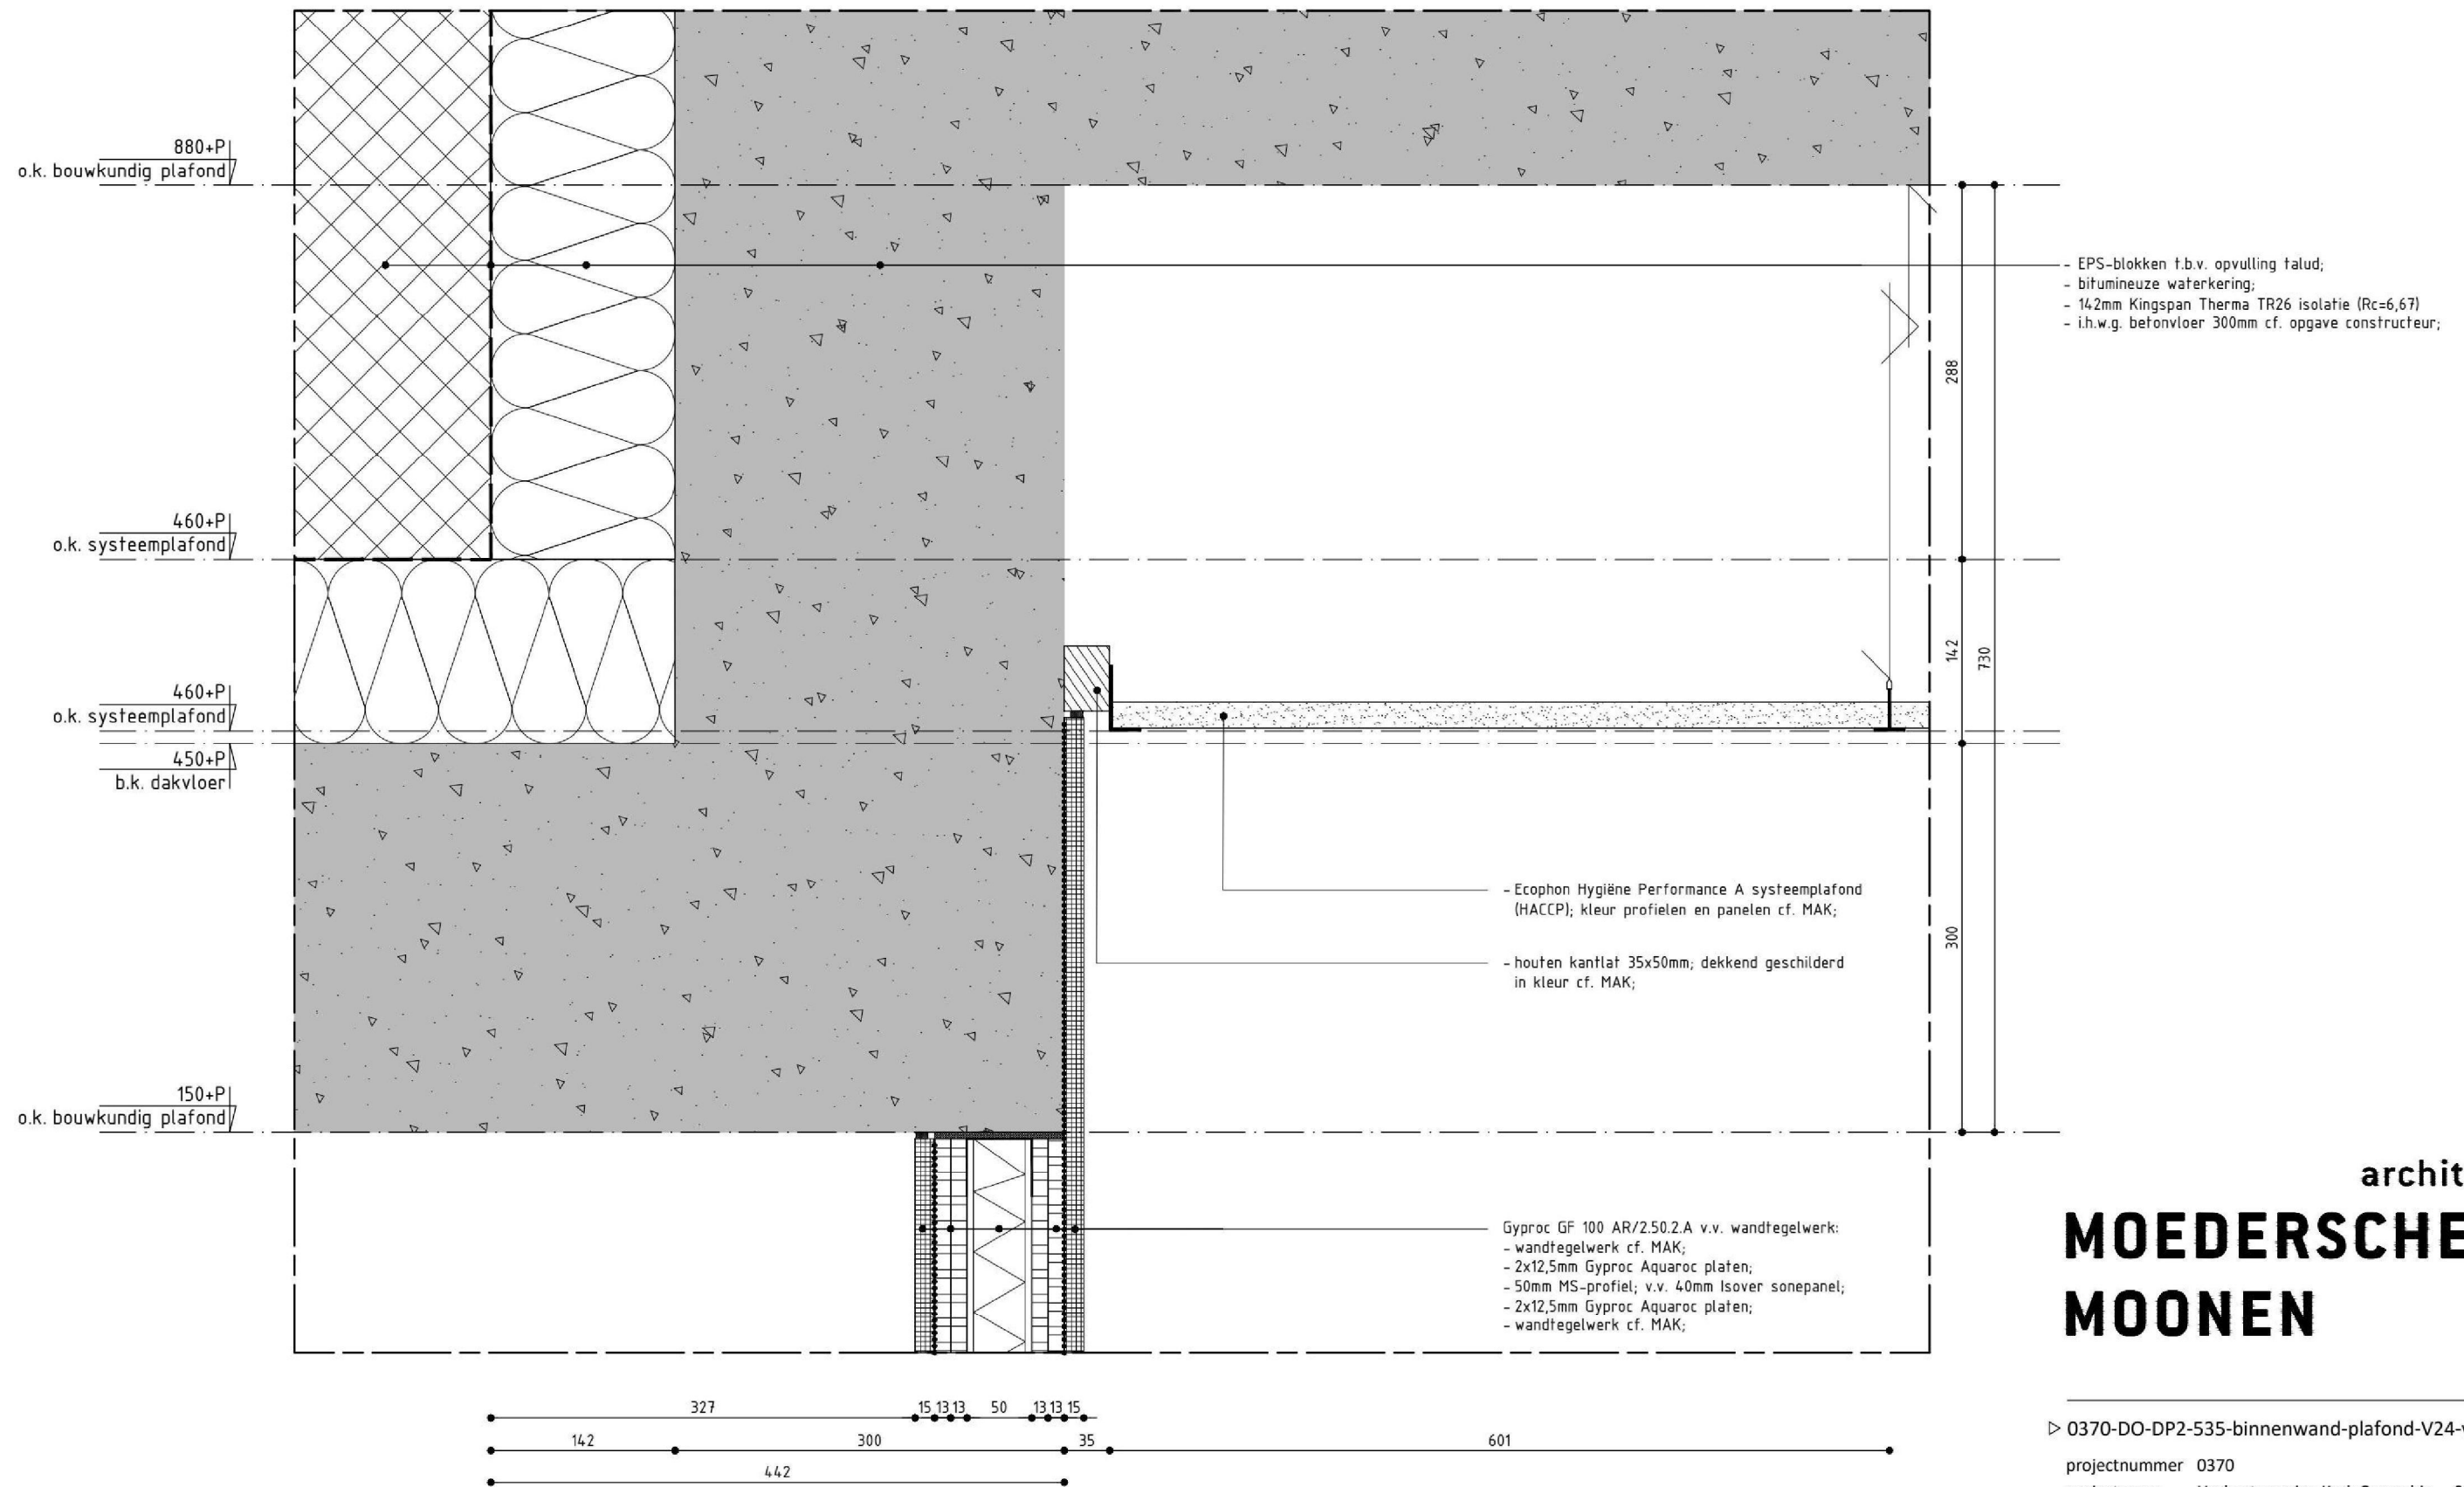 880+P
o.k. bouwkundig plafond
460+P
o.k. systeemplafond
460+P
o.k. systeemplafond
450+P
b.k. dakvloer
150+P
o.k. bouwkundig plafond
- EPS-blokken t.b.v. opvulling talud;
- bitumineuze waterkering;
- 142mm Kingspan Therma TR26 isolatie (Rc=6,67)
- i.h.w.g. betonvloer 300mm cf. opgave constructeur;
288
142
730
300
- Ecophon Hygiëne Performance A systeemplafond
(HACCP); kleur profielen en panelen cf. MAK;
- houten kantlat 35x50mm; dekkend geschilderd
in kleur cf. MAK;
Gyproc GF 100 AR/2.50.2.A v.v. wandtegelwerk:
- wandtegelwerk cf. MAK;
- 2x12,5mm Gyproc Aquaroc platen;
- 50mm MS-profiel; v.v. 40mm Isover sonepanel;
- 2x12,5mm Gyproc Aquaroc platen;
- wandtegelwerk cf. MAK;
327 15 13 13 50 13 13 15
142 300 35 601
442
archit
MOEDERSCHE
MOONEN
0370-DO-DP2-535-binnenwand-plafond-V24-
projectnummer 0370